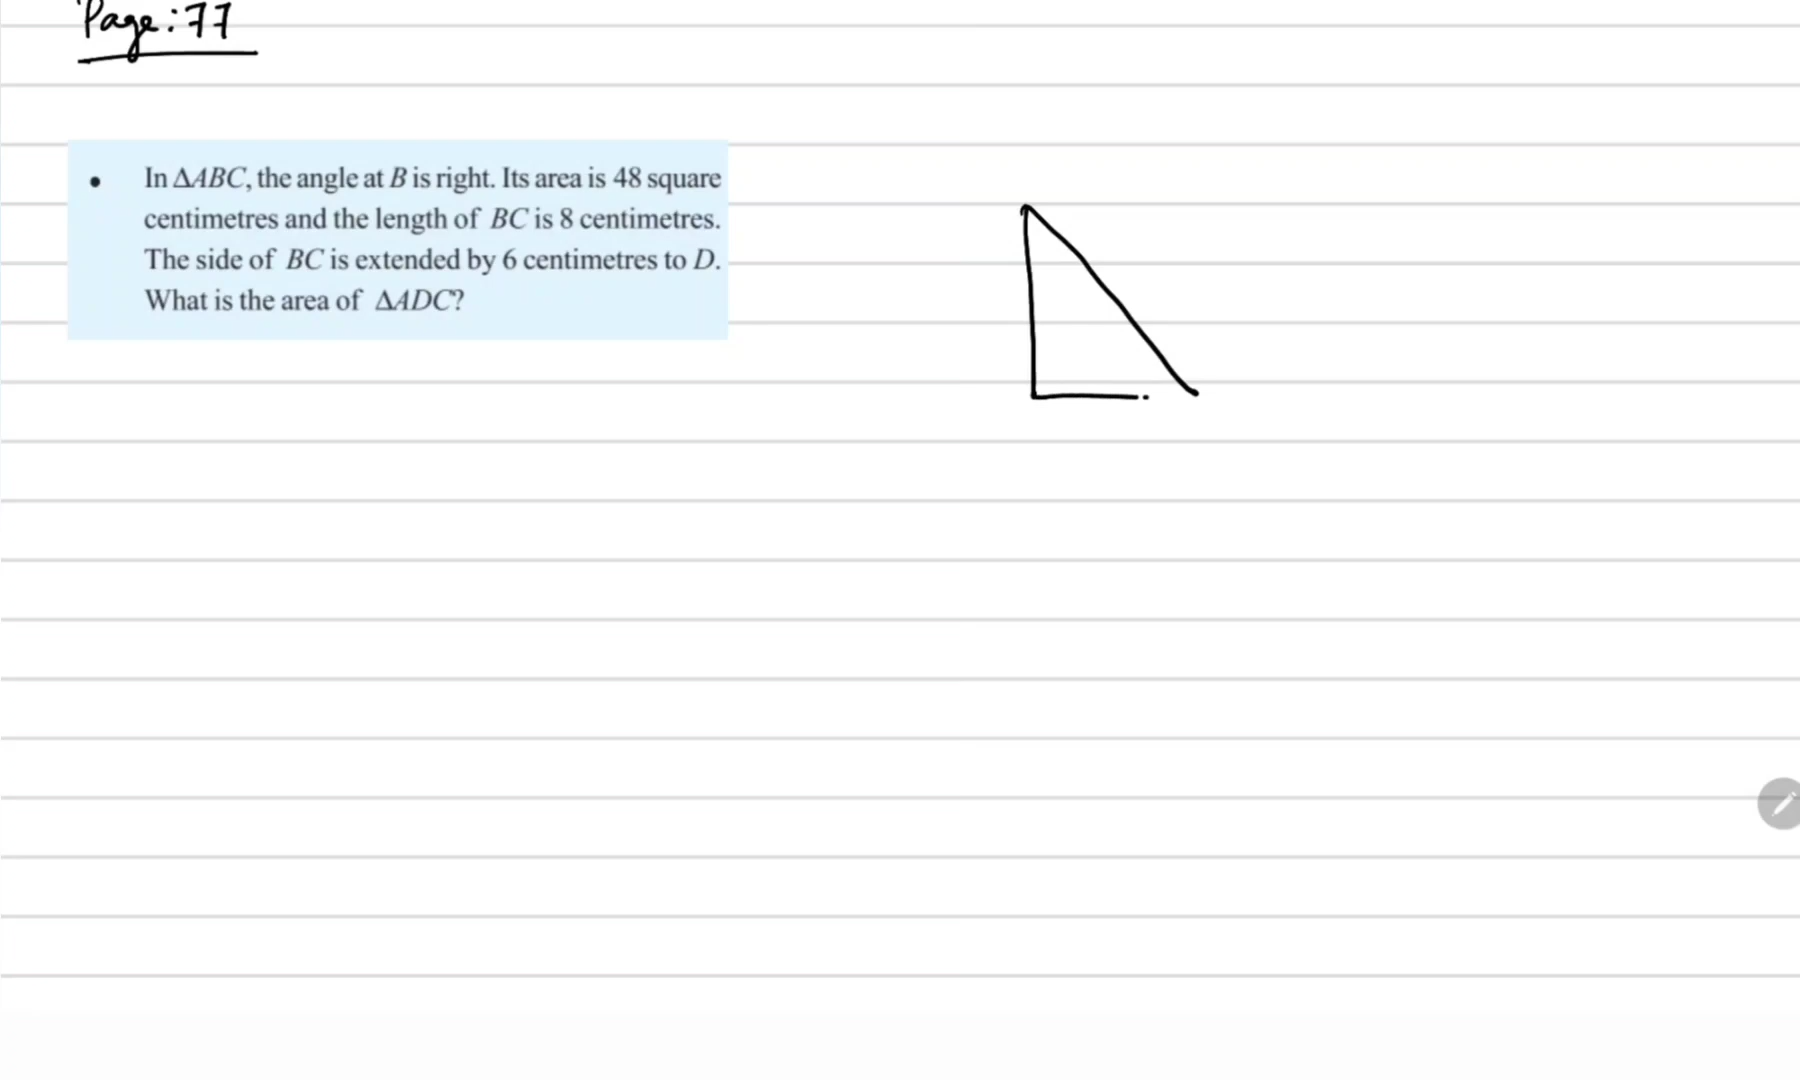 Page: 77
• In ΔABC, the angle at B is right. Its area is 48 square
centimetres and the length of BC is 8 centimetres.
The side of BC is extended by 6 centimetres to D.
What is the area of ΔADC?